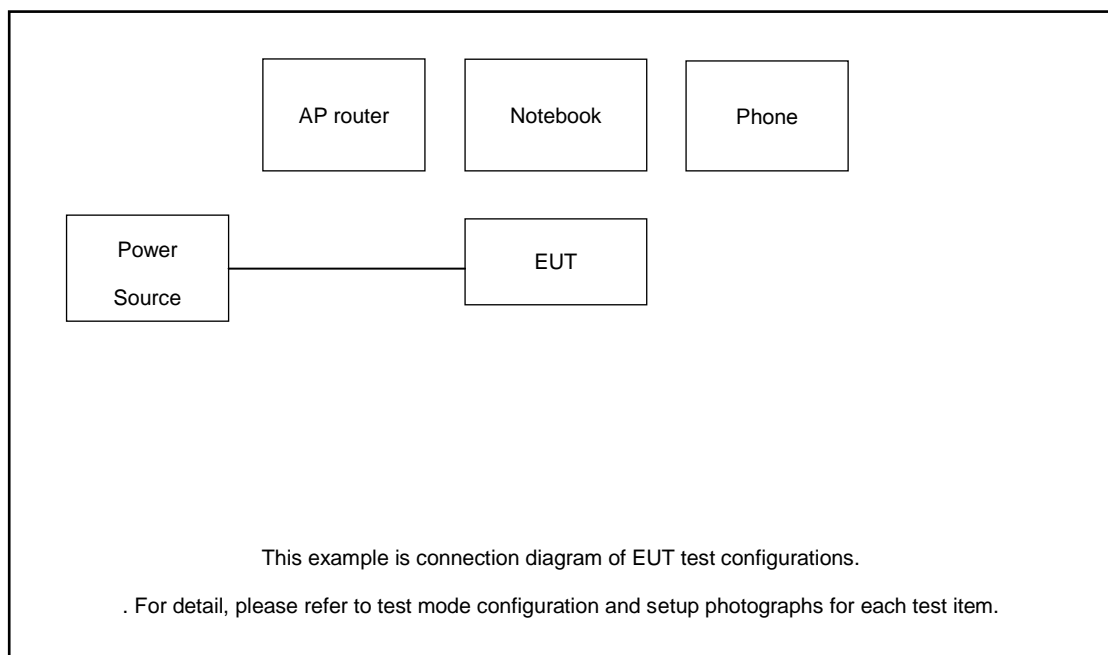 AP router
Notebook
Phone
Power
Source
EUT
This example is connection diagram of EUT test configurations.
. For detail, please refer to test mode configuration and setup photographs for each test item.